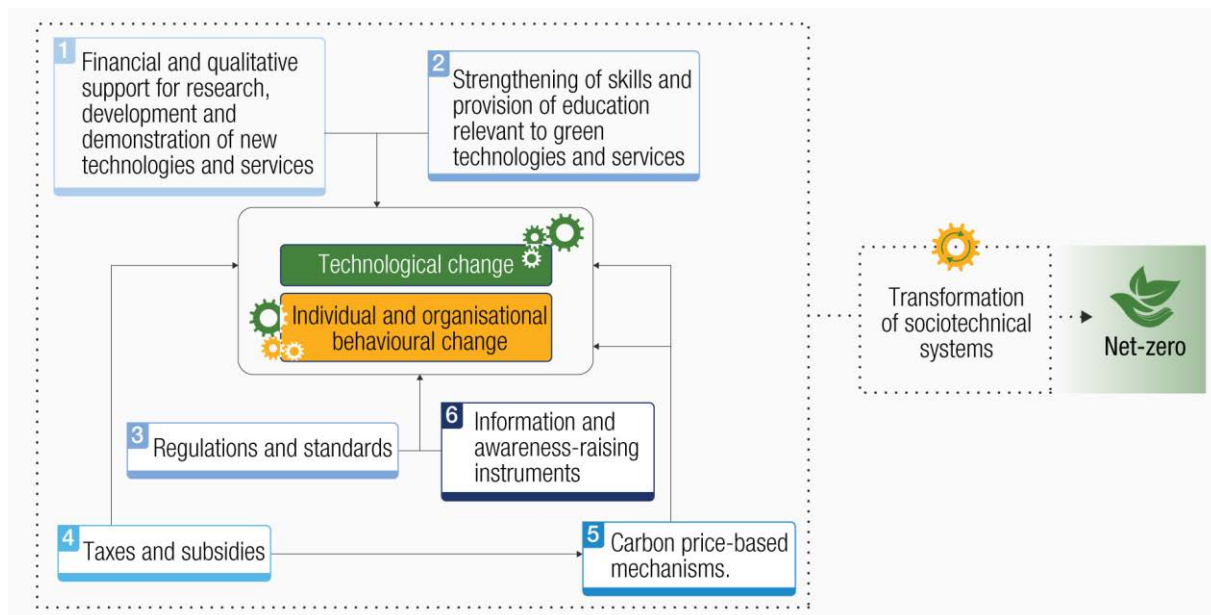 1
Financial and qualitative
support for research,
development and
demonstration of new
technologies and services
2
Strengthening of skills and
provision of education
relevant to green
technologies and services
Technological change
Individual and organisational
behavioural change
3
Regulations and standards
6
Information and
awareness-raising
instruments
4
Taxes and subsidies
5
Carbon price-based
mechanisms.
Transformation
of sociotechnical
systems
Net-zero